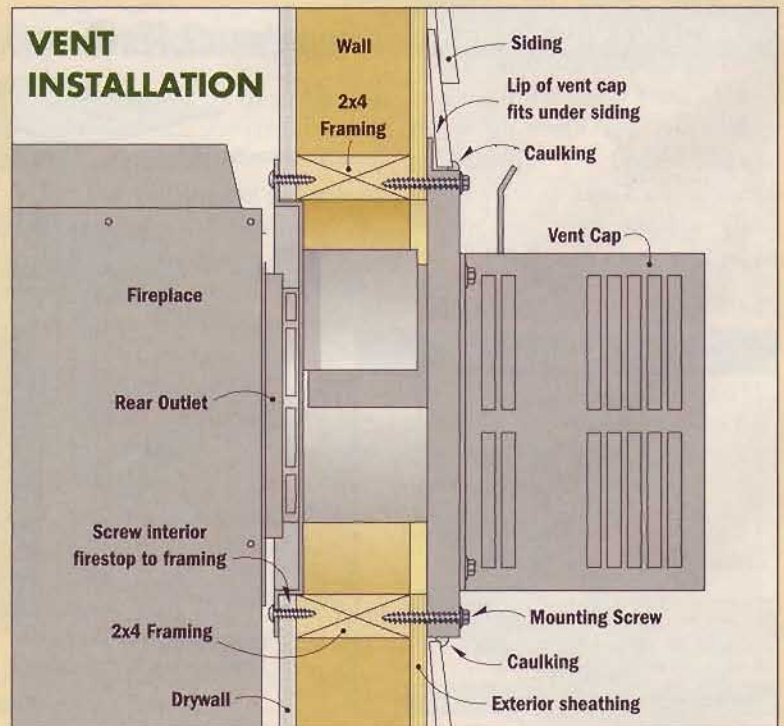 VENT
INSTALLATION
Wall
2x4
Framing
Siding
Lip of vent cap
fits under siding
Caulking
Vent Cap
Fireplace
Rear Outlet
Screw interior
firestop to framing
2x4 Framing
Drywall
Mounting Screw
Caulking
Exterior sheathing